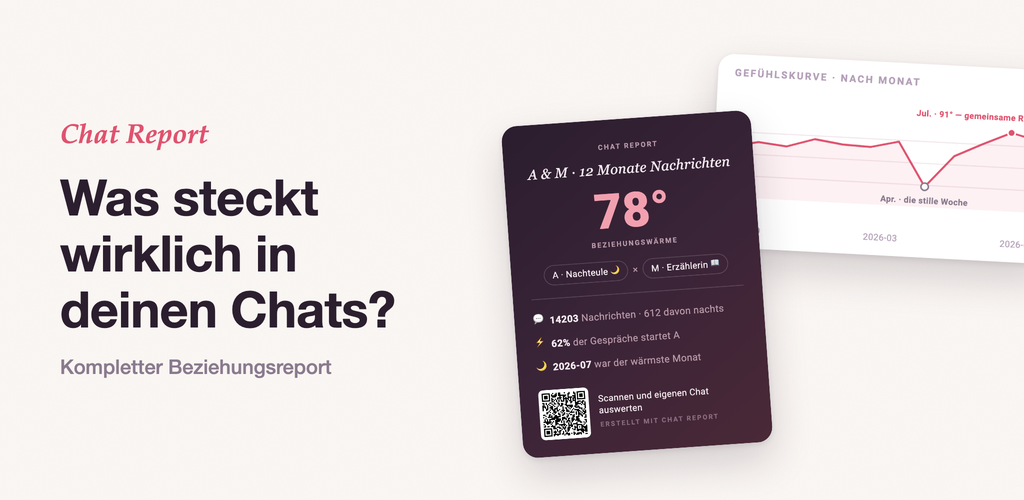 Chat Report
Was steckt
wirklich in
deinen Chats?
Kompletter Beziehungsreport
CHAT REPORT
A & M · 12 Monate Nachrichten
78°
BEZIEHUNGSWÄRME
A · Nachteule 🌙 × M · Erzählerin 📖
💬 14203 Nachrichten · 612 davon nachts
⚡ 62% der Gespräche startet A
🌙 2026-07 war der wärmste Monat
Scannen und eigenen Chat
auswerten
ERSTELLT MIT CHAT REPORT
GEFÜHLSKURVE · NACH MONAT
Jul. · 91° — gemeinsame R
Apr. · die stille Woche
2026-03
2026-